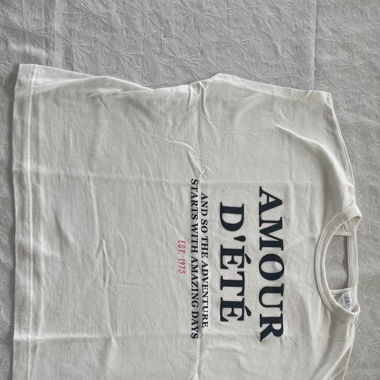 AMOUR
D'ÉTÉ
AND SO THE ADVENTURE
STARTS WITH AMAZING DAYS
EST. 1975